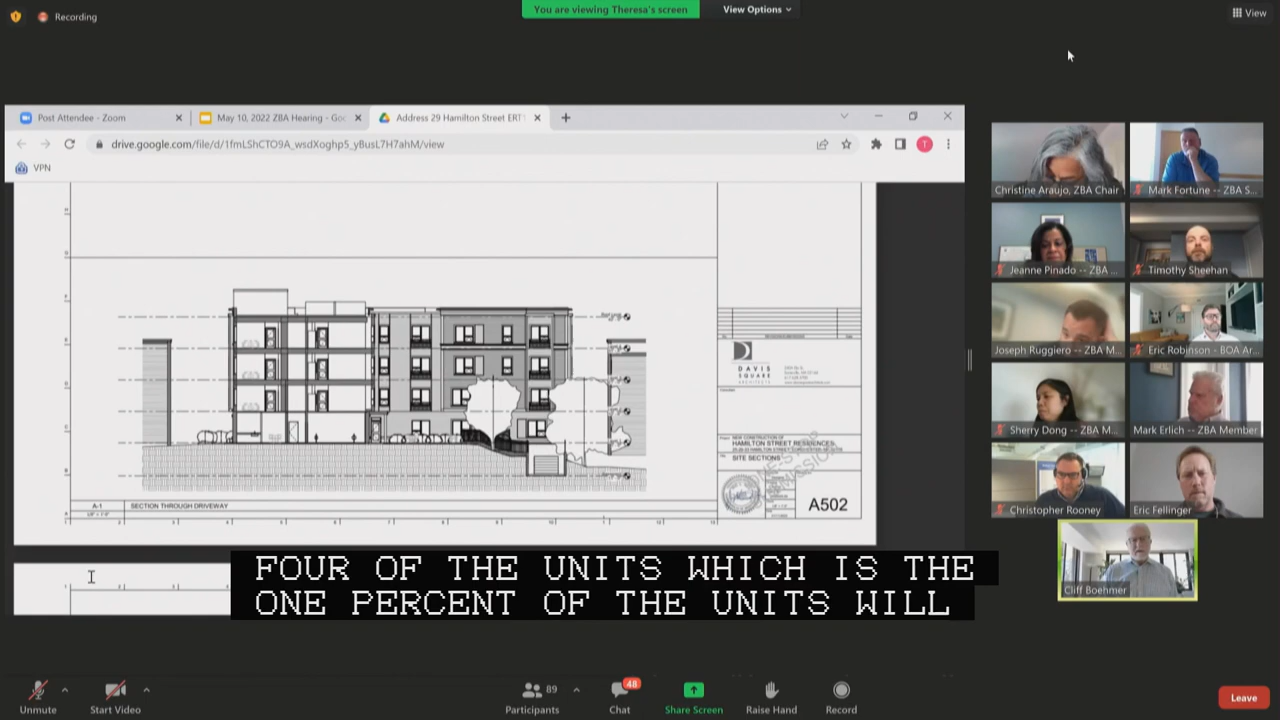 Recording
You are viewing Theresa's screen
View Options
View
Post Attendee - Zoom
May 10, 2022 ZBA Hearing - Goo
Address 29 Hamilton Street ERT
drive.google.com/file/d/1fmLShCTO9A_wsdXoghp5_yBusL7H7ahM/view
T
VPN
DAVIS
SQUARE
ARCHITECTS
NEW CONSTRUCTION OF
HAMILTON STREET RESIDENCES
SITE SECTIONS
A502
A-1
SECTION THROUGH DRIVEWAY
Christine Araujo, ZBA Chair
Mark Fortune -- ZBA S...
Jeanne Pinado -- ZBA ...
Timothy Sheehan
Joseph Ruggiero -- ZBA M...
Eric Robinson - BOA Ar...
Sherry Dong -- ZBA M...
Mark Erlich -- ZBA Member
Christopher Rooney
Eric Fellinger
Cliff Boehmer
FOUR OF THE UNITS WHICH IS THE
ONE PERCENT OF THE UNITS WILL
Unmute
Start Video
89
Participants
48
Chat
Share Screen
Raise Hand
Record
Leave